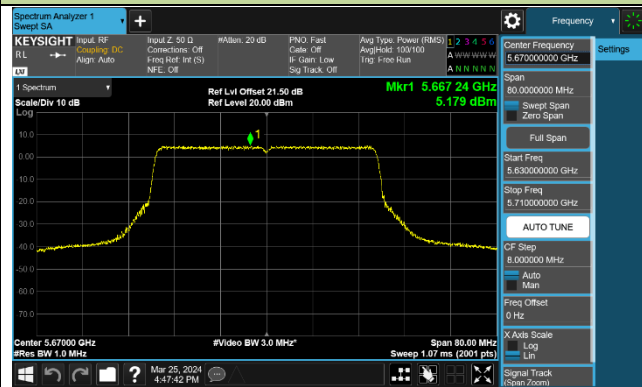 Spectrum Analyzer 1
Swept SA
+
Frequency
KEYSIGHT
RL
LXI
Input: RF
Coupling: DC
Align: Auto
Input Z: 50 Ω
Corrections: Off
Freq Ref: Int (S)
NFE: Off
#Atten: 20 dB
PNO: Fast
Gate: Off
IF Gain: Low
Sig Track: Off
Avg Type: Power (RMS)
Avg|Hold: 100/100
Trig: Free Run
1 2 3 4 5 6
A W W W W W
A N N N N N
1 Spectrum
Scale/Div 10 dB
Log
Ref Lvl Offset 21.50 dB
Ref Level 20.00 dBm
Mkr1 5.667 24 GHz
5.179 dBm
1
10.0
0.00
-10.0
-20.0
-30.0
-40.0
-50.0
-60.0
-70.0
Center 5.67000 GHz
#Res BW 1.0 MHz
#Video BW 3.0 MHz*
Span 80.00 MHz
Sweep 1.07 ms (2001 pts)
Mar 25, 2024
4:47:42 PM
?
Center Frequency
5.670000000 GHz
Settings
Span
80.0000000 MHz
Swept Span
Zero Span
Full Span
Start Freq
5.630000000 GHz
Stop Freq
5.710000000 GHz
AUTO TUNE
CF Step
8.000000 MHz
Auto
Man
Freq Offset
0 Hz
X Axis Scale
Log
Lin
Signal Track
(Span Zoom)